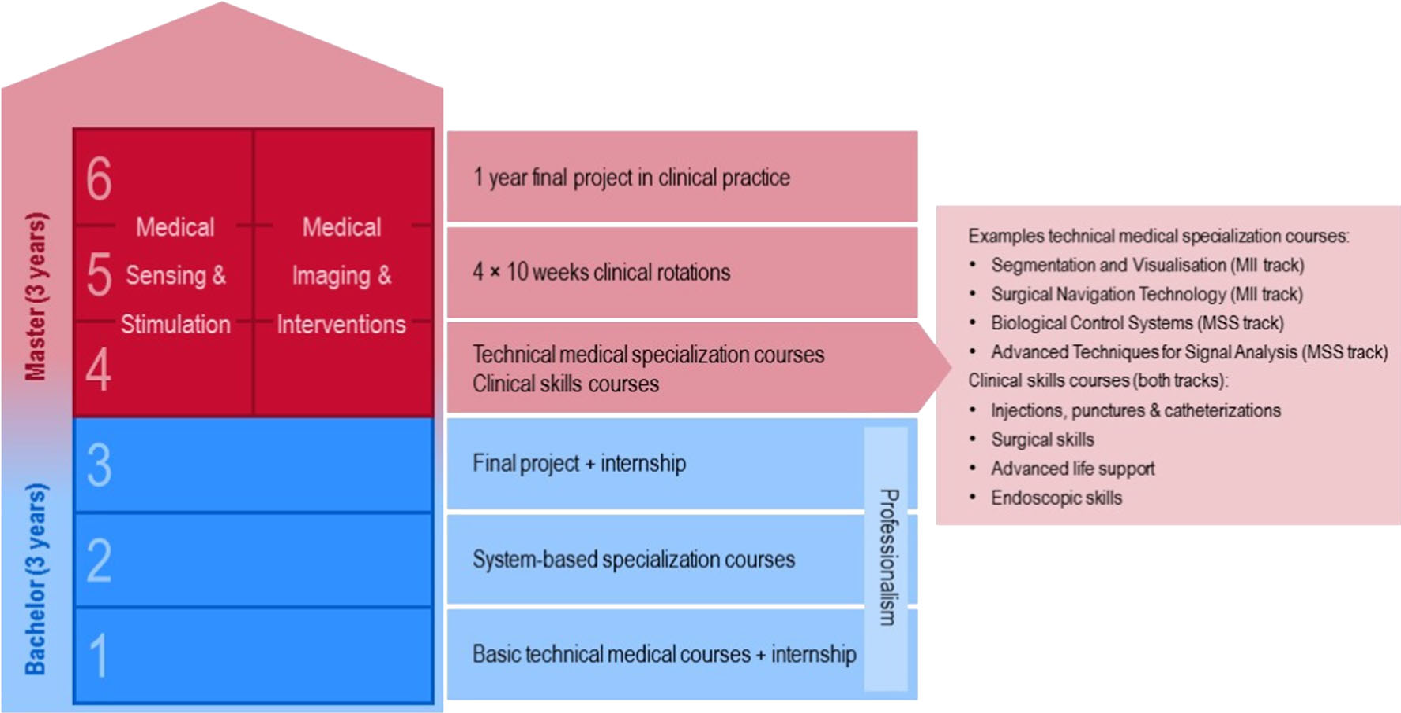 6
5
4
3
2
1
Master (3 years)
Bachelor (3 years)
Medical
Sensing &
Stimulation
Medical
Imaging &
Interventions
1 year final project in clinical practice
4 × 10 weeks clinical rotations
Technical medical specialization courses
Clinical skills courses
Final project + internship
System-based specialization courses
Basic technical medical courses + internship
Professionalism
Examples technical medical specialization courses:
• Segmentation and Visualisation (MII track)
• Surgical Navigation Technology (MII track)
• Biological Control Systems (MSS track)
• Advanced Techniques for Signal Analysis (MSS track)
Clinical skills courses (both tracks):
• Injections, punctures & catheterizations
• Surgical skills
• Advanced life support
• Endoscopic skills